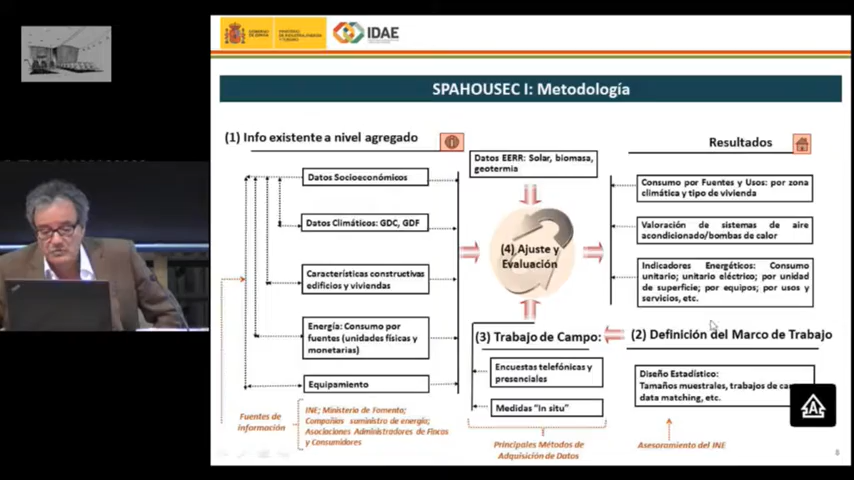 GOBIERNO
DE ESPAÑA
IDAE
SPAHOUSEC I: Metodología
(1) Info existente a nivel agregado
Datos Socioeconómicos
Datos Climáticos: GDC, GDF
Características constructivas
edificios y viviendas
Energía: Consumo por
fuentes (unidades físicas y
monetarias)
Equipamiento
Fuentes de
información
INE; Ministerio de Fomento;
Compañías suministro de energía;
Asociaciones Administradores de Fincas
y Consumidores
Datos EERR: Solar, biomasa,
geotermia
(4) Ajuste y
Evaluación
(3) Trabajo de Campo:
Encuestas telefónicas y
presenciales
Medidas "In situ"
Principales Métodos de
Adquisición de Datos
Resultados
Consumo por Fuentes y Usos: por zona
climática y tipo de vivienda
Valoración de sistemas de aire
acondicionado/bombas de calor
Indicadores Energéticos: Consumo
unitario; unitario eléctrico; por unidad
de superficie; por equipos; por usos y
servicios, etc.
(2) Definición del Marco de Trabajo
Diseño Estadístico:
Tamaños muestrales, trabajos de
data matching, etc.
Asesoramiento del INE
8